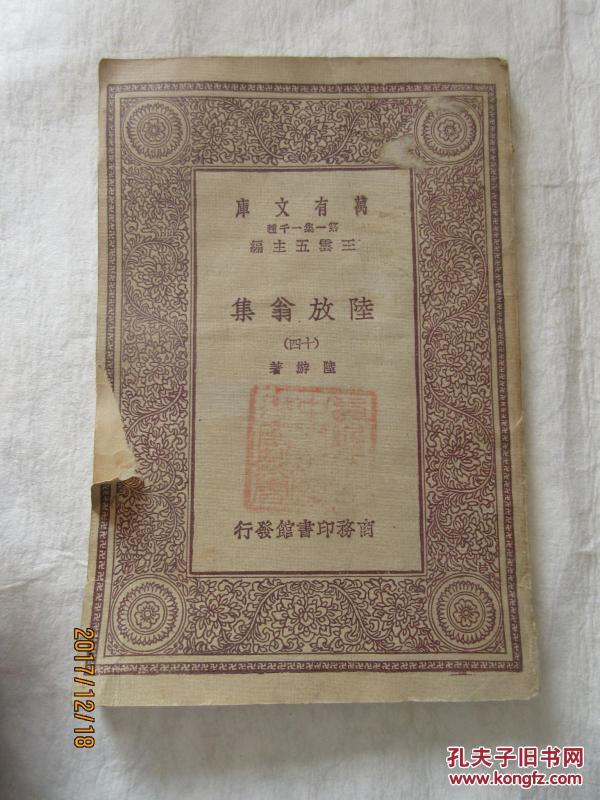 萬有文庫
第一集一千種
王雲五主編
陸放翁集
(十四)
陸游著
商務印書館發行
2017/12/18
孔夫子旧书网
www.kongfz.com